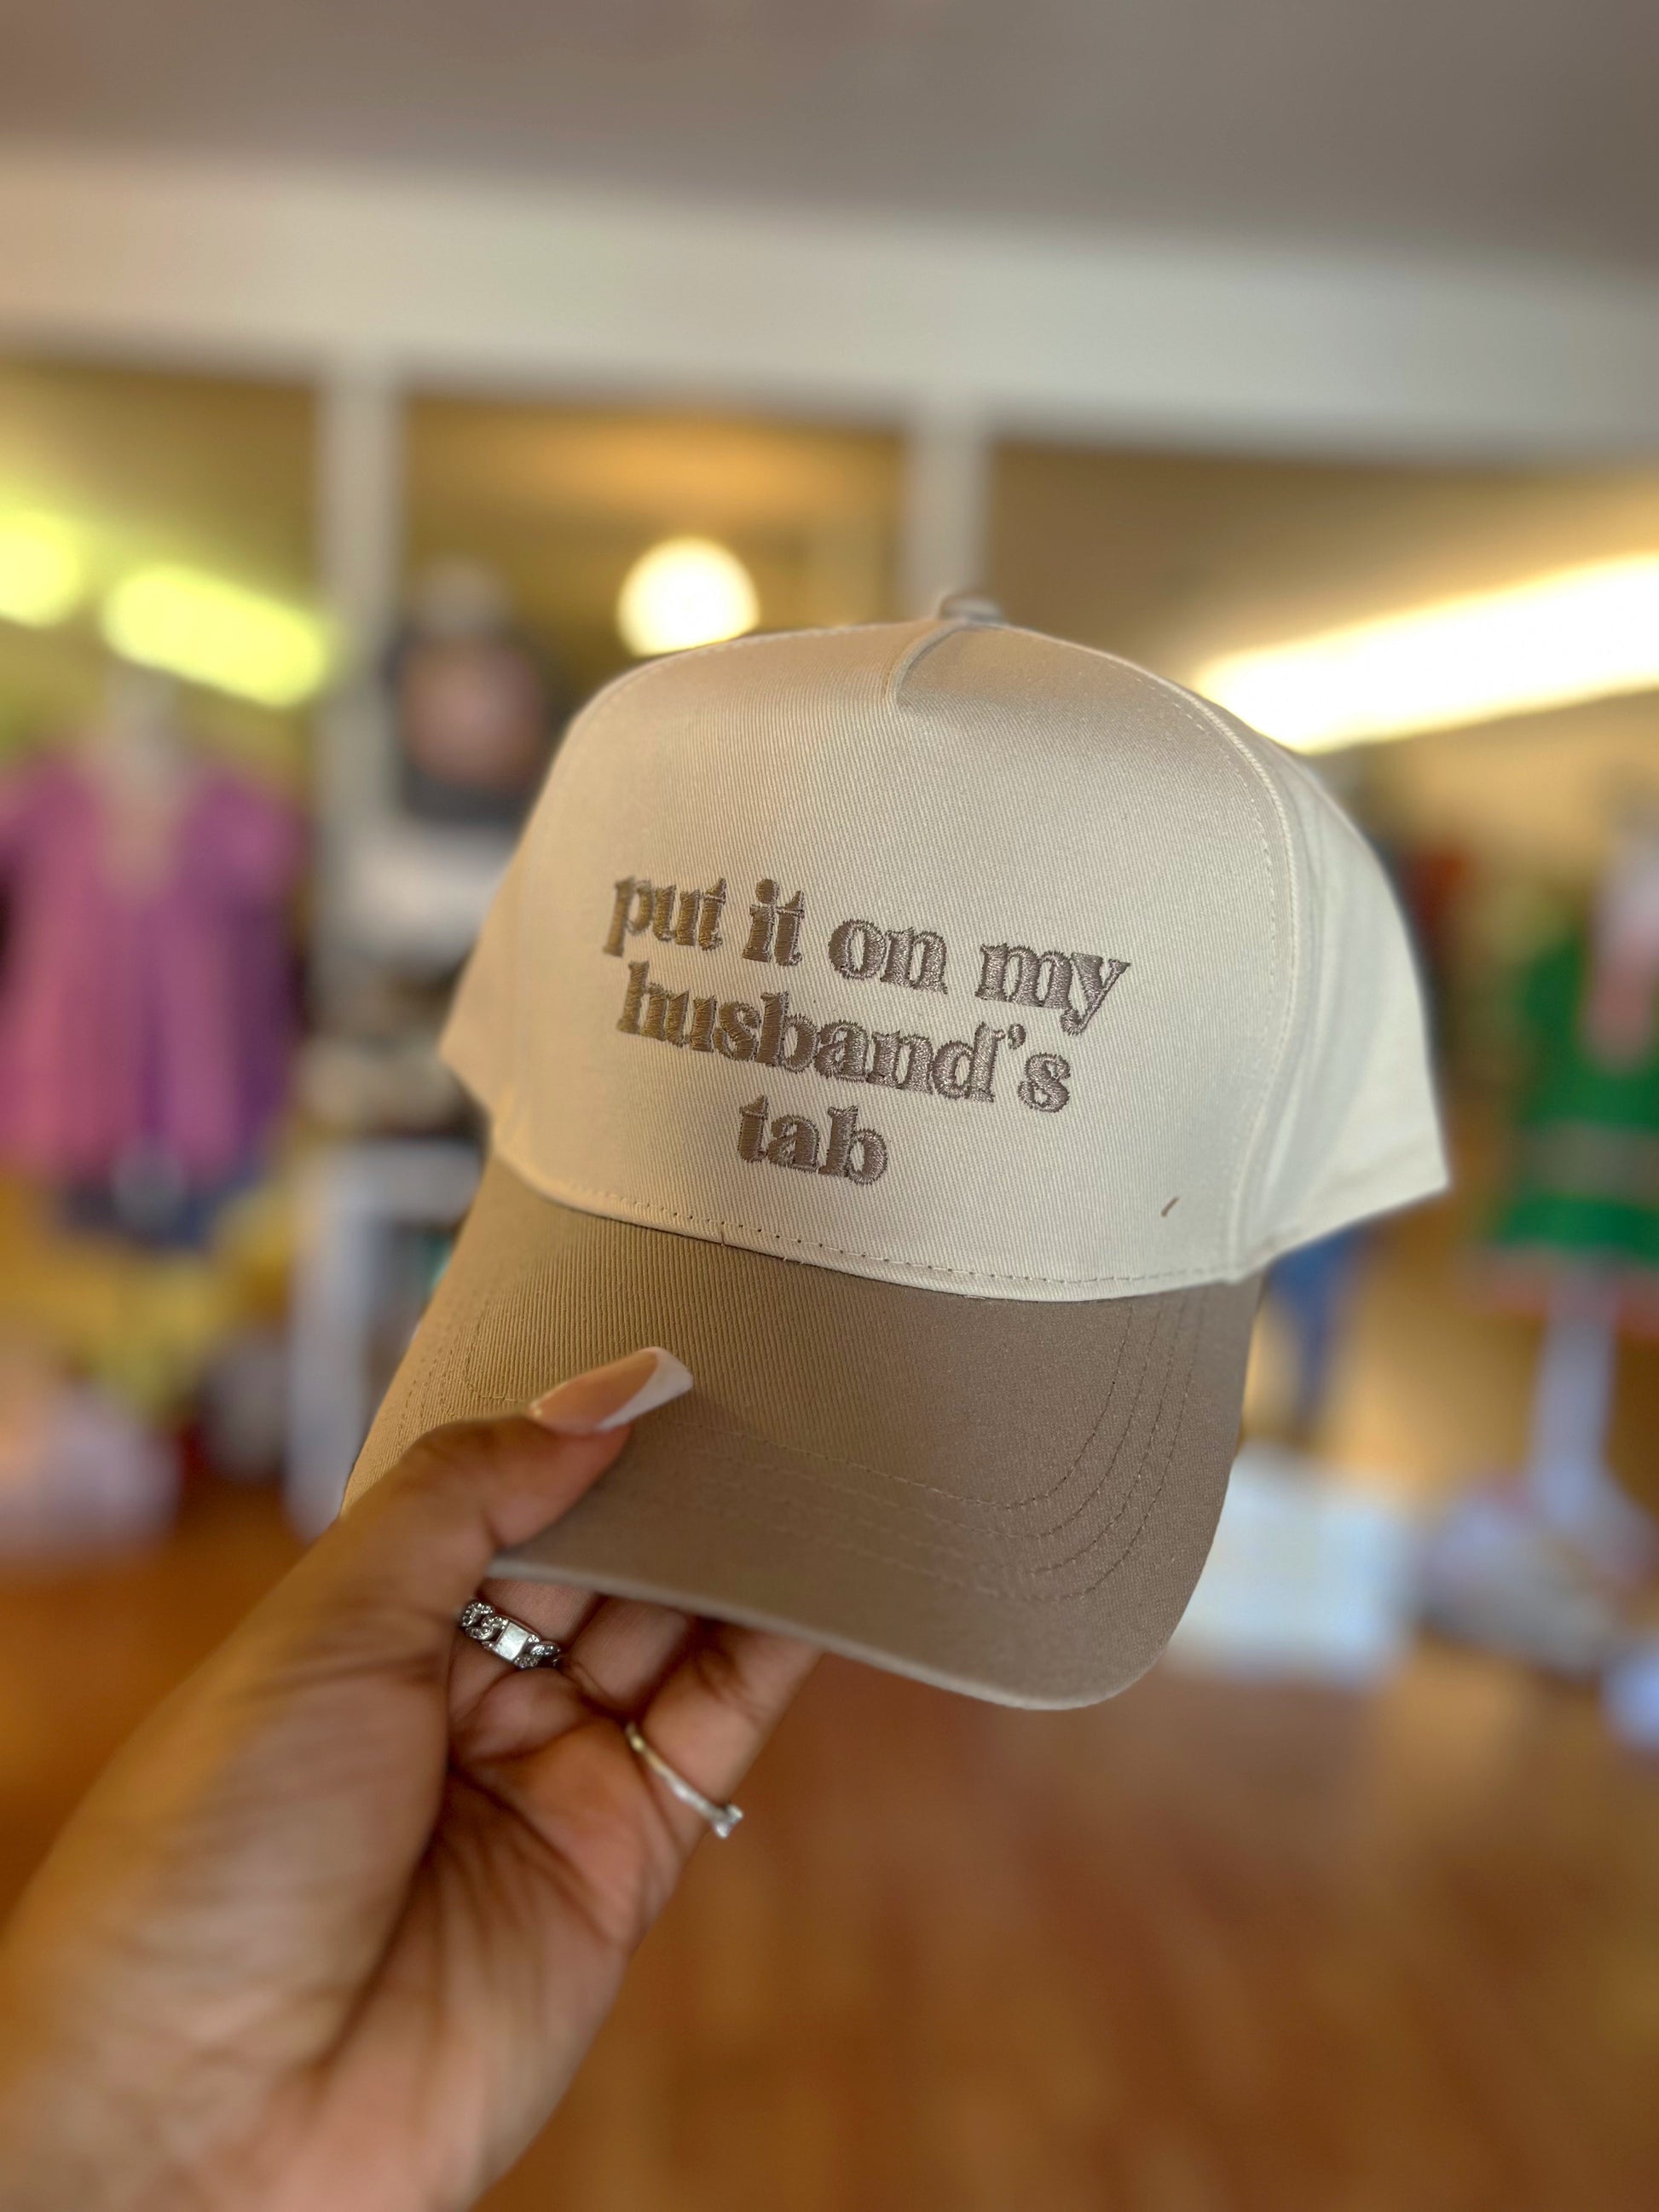 put it on my
husband's
tab